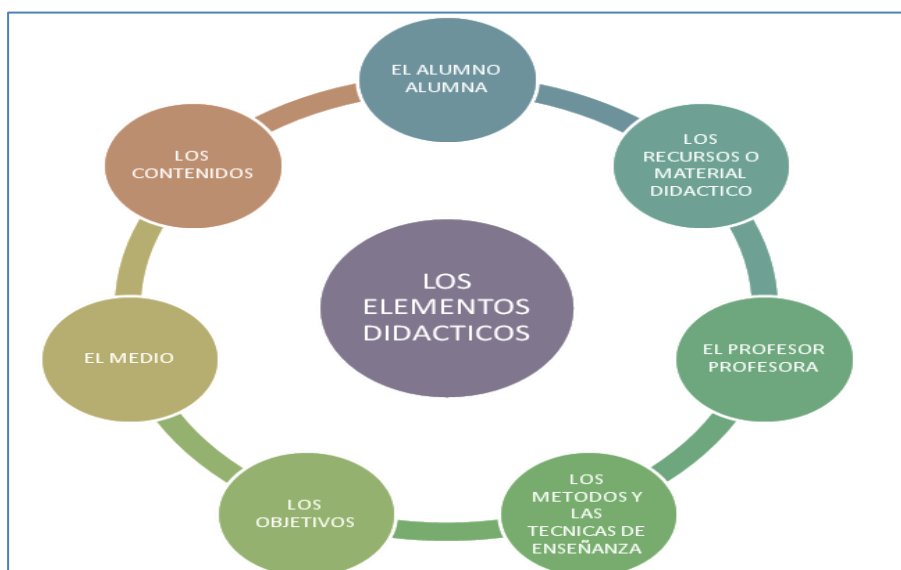 EL ALUMNO
ALUMNA
LOS
RECURSOS O
MATERIAL
DIDACTICO
EL PROFESOR
PROFESORA
LOS
METODOS Y
LAS
TECNICAS DE
ENSEÑANZA
LOS
OBJETIVOS
EL MEDIO
LOS
CONTENIDOS
LOS
ELEMENTOS
DIDACTICOS